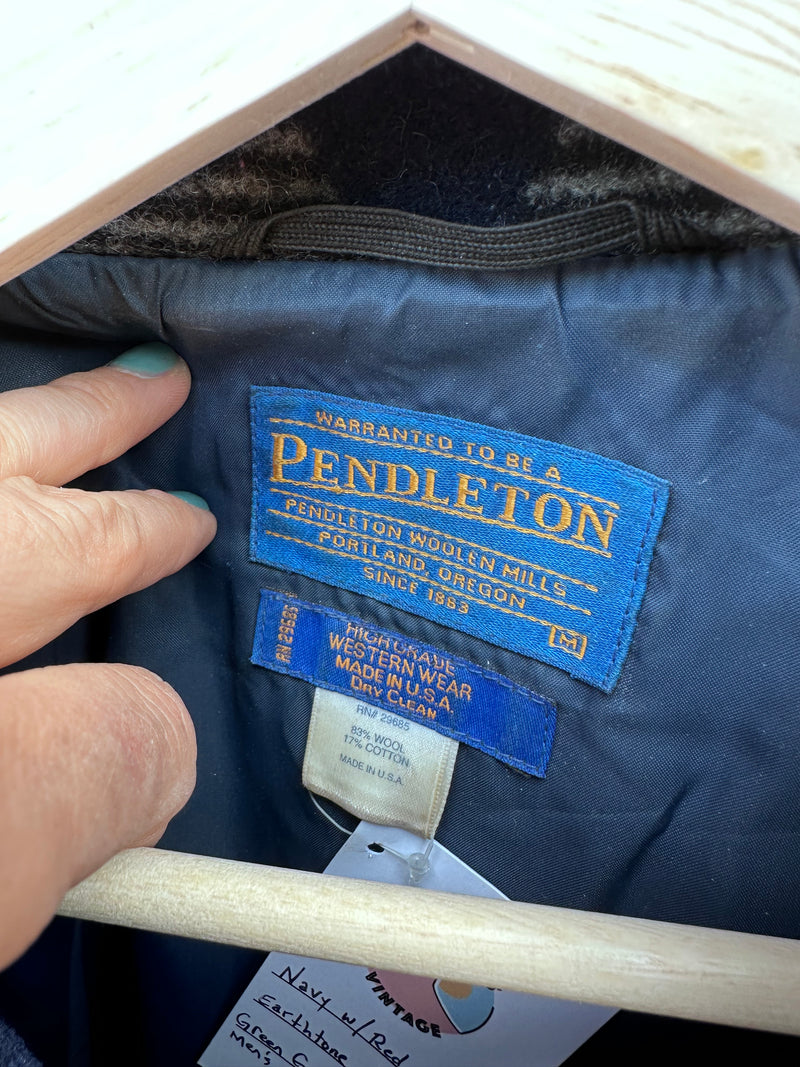 WARRANTED TO BE A
PENDLETON
PENDLETON WOOLEN MILLS
PORTLAND, OREGON
SINCE 1863
M
RN 29685
HIGH GRADE
WESTERN WEAR
MADE IN U.S.A.
DRY CLEAN
RN# 29685
83% WOOL
17% COTTON
MADE IN U.S.A.
VINTAGE
Navy w/ Red
Earthtone
Green
Men's